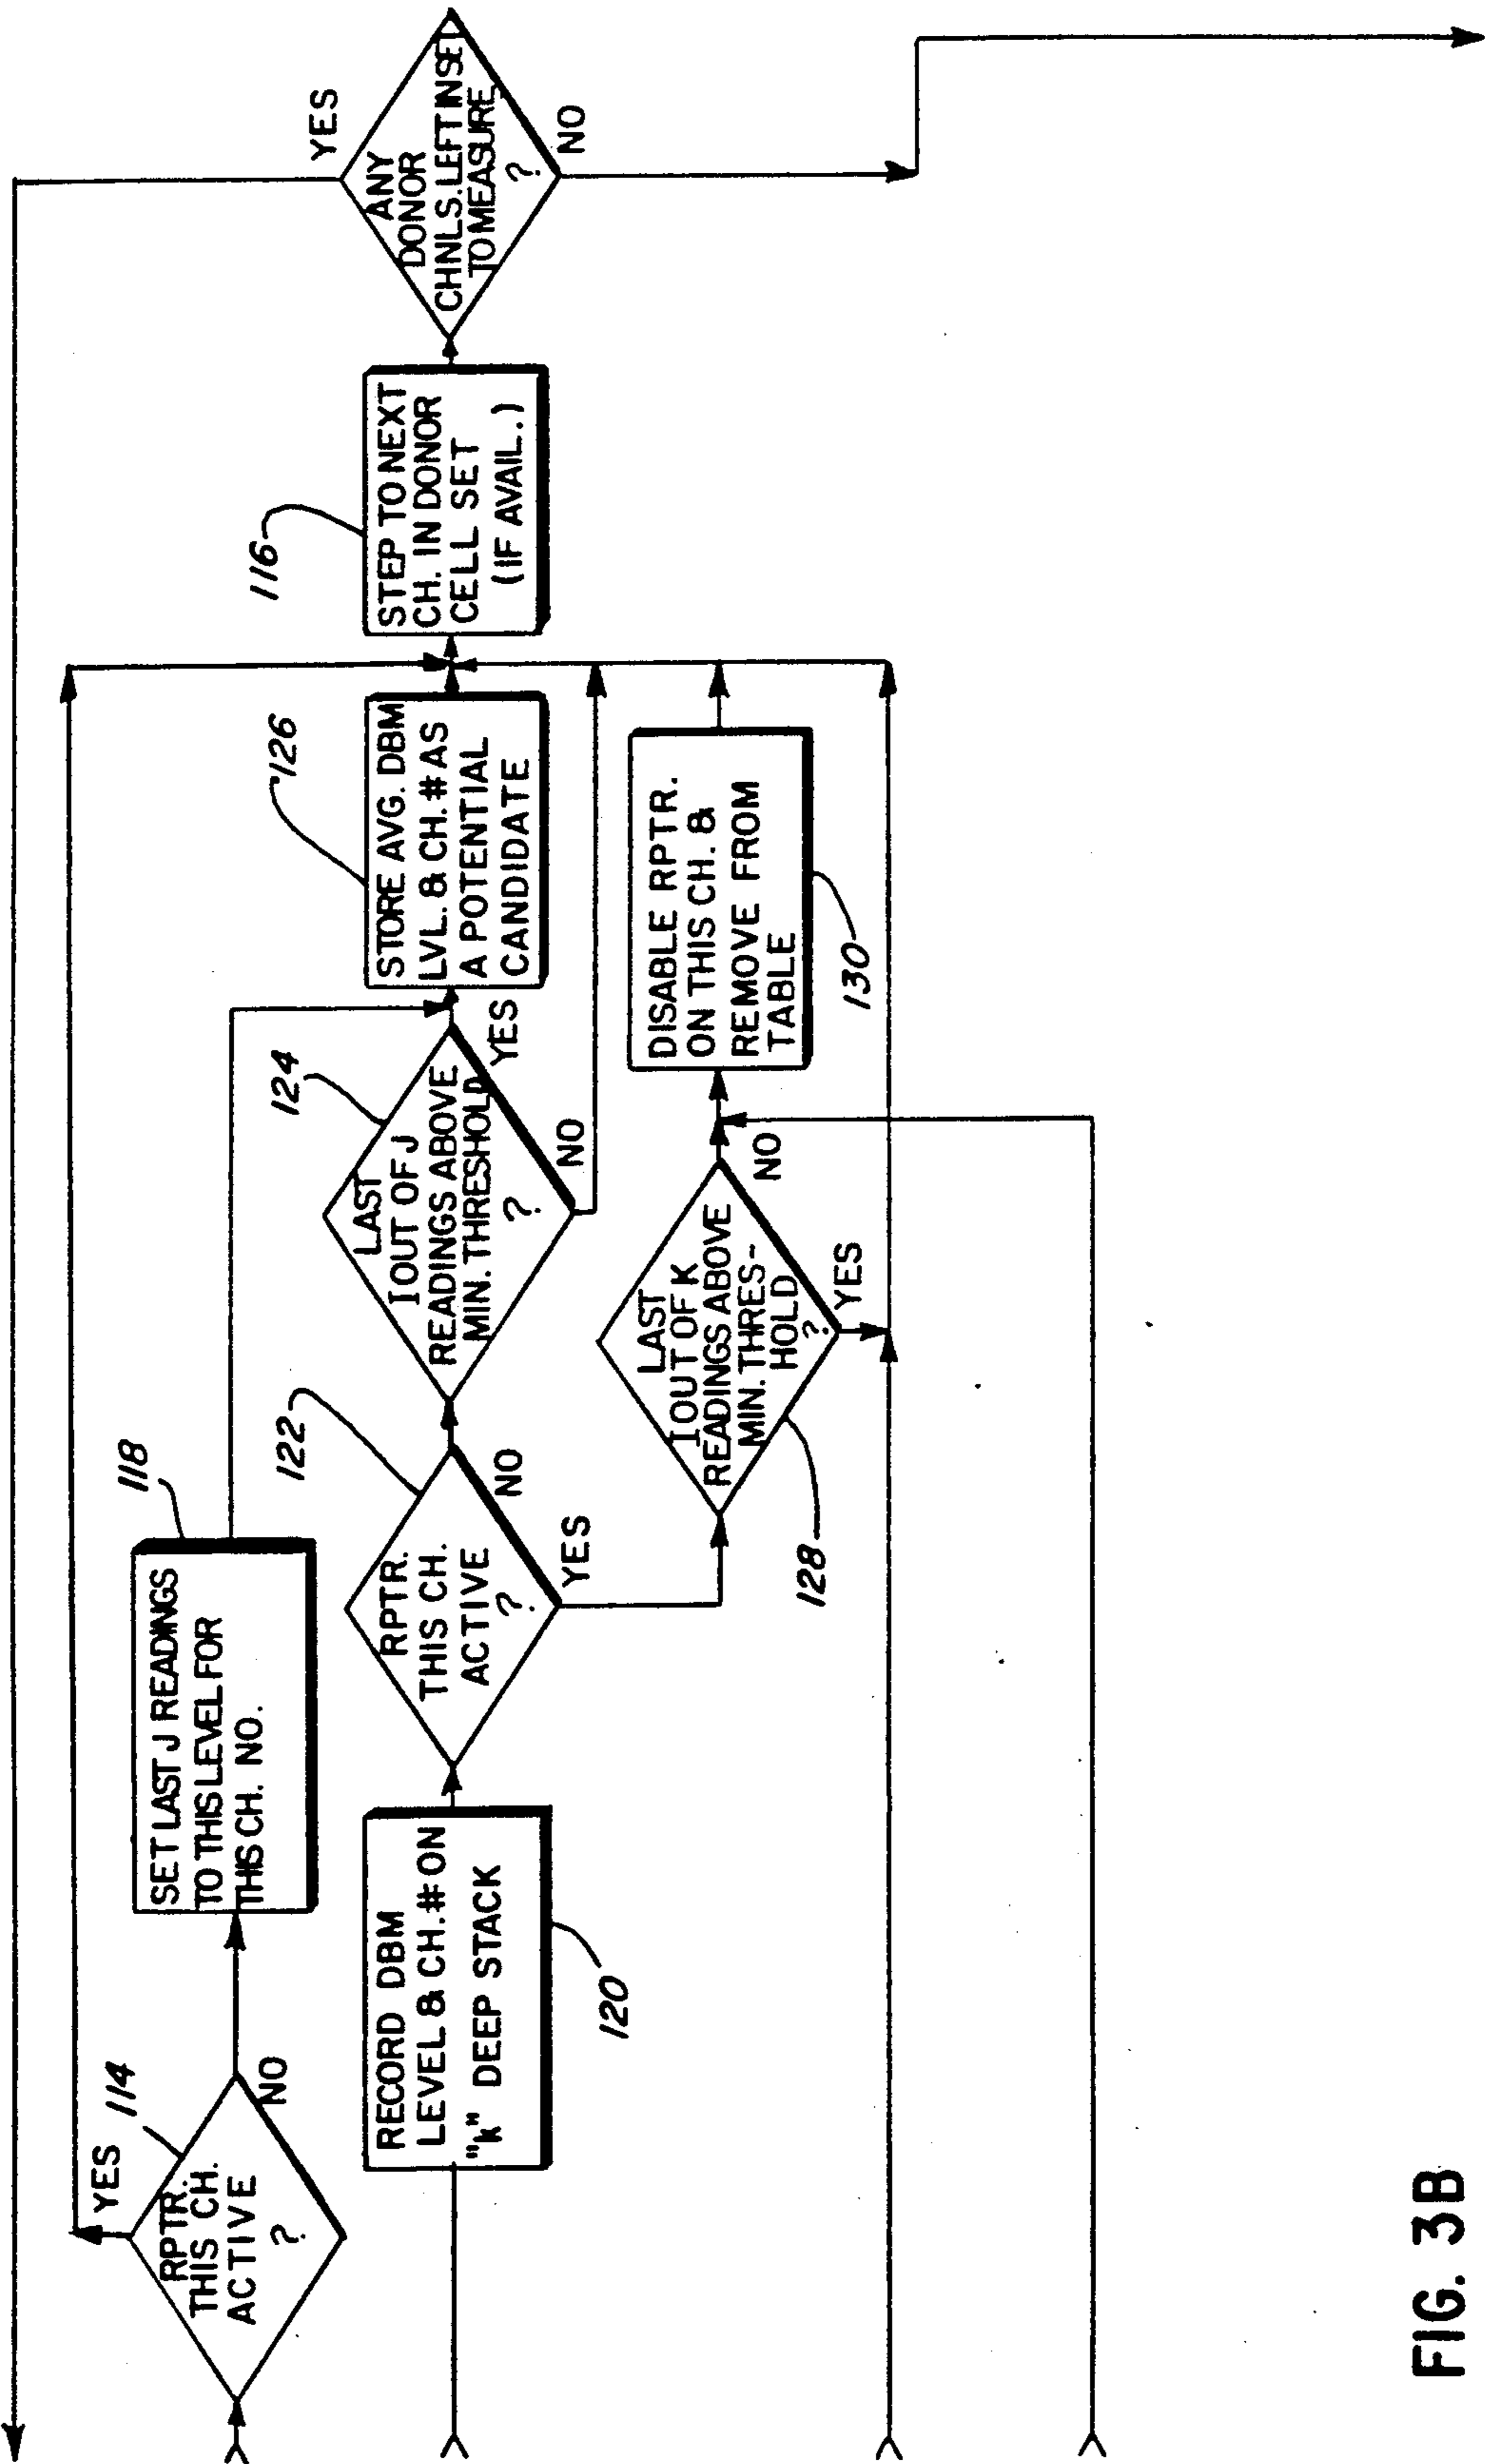 YES
114
RPTR.
THIS CH.
ACTIVE
?
NO
118
SET LAST J READINGS
TO THIS LEVEL FOR
THIS CH. NO.
RECORD DBM
LEVEL & CH. # ON
"K" DEEP STACK
120
122
RPTR.
THIS CH.
ACTIVE
?
NO
YES
124
LAST
I OUT OF J
READINGS ABOVE
MIN. THRESHOLD
?
YES
NO
126
STORE AVG. DBM
LVL. & CH. # AS
A POTENTIAL
CANDIDATE
LAST
I OUT OF K
READINGS ABOVE
MIN. THRES-
HOLD
?
NO
YES
128
DISABLE RPTR.
ON THIS CH. &
REMOVE FROM
TABLE
130
116
STEP TO NEXT
CH. IN DONOR
CELL SET
(IF AVAIL.)
YES
ANY
DONOR
CHNLS. LEFT IN SET
TO MEASURE
?
NO
FIG. 3B